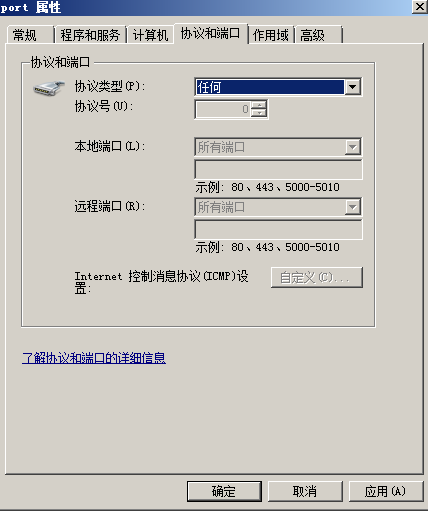 port 属性
常规 程序和服务 计算机 协议和端口 作用域 高级
协议和端口
协议类型(P): 任何
协议号(U): 0
本地端口(L): 所有端口
示例: 80、443、5000-5010
远程端口(R): 所有端口
示例: 80、443、5000-5010
Internet 控制消息协议(ICMP)设 自定义(C)...
置:
了解协议和端口的详细信息
确定 取消 应用(A)